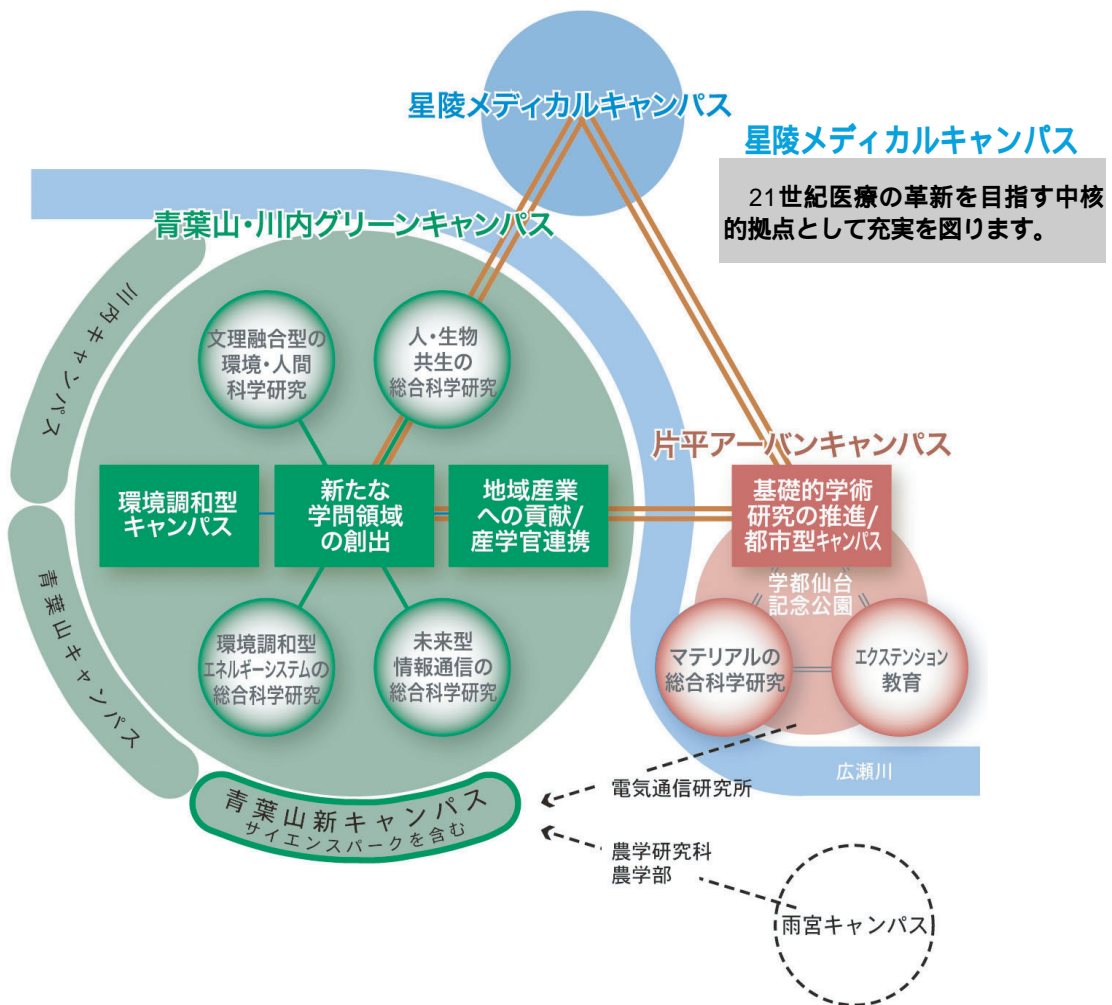 星陵メディカルキャンパス
星陵メディカルキャンパス
21世紀医療の革新を目指す中核
的拠点として充実を図ります。
青葉山・川内グリーンキャンパス
川内キャンパス
文理融合型の
環境・人間
科学研究
人・生物
共生の
総合科学研究
片平アーバンキャンパス
環境調和型
キャンパス
新たな
学問領域
の創出
地域産業
への貢献/
産学官連携
基礎的学術
研究の推進/
都市型キャンパス
学都仙台
記念公園
青葉山キャンパス
環境調和型
エネルギーシステムの
総合科学研究
未来型
情報通信の
総合科学研究
マテリアルの
総合科学研究
エクステンション
教育
広瀬川
電気通信研究所
青葉山新キャンパス
サイエンスパークを含む
農学研究科
農学部
雨宮キャンパス